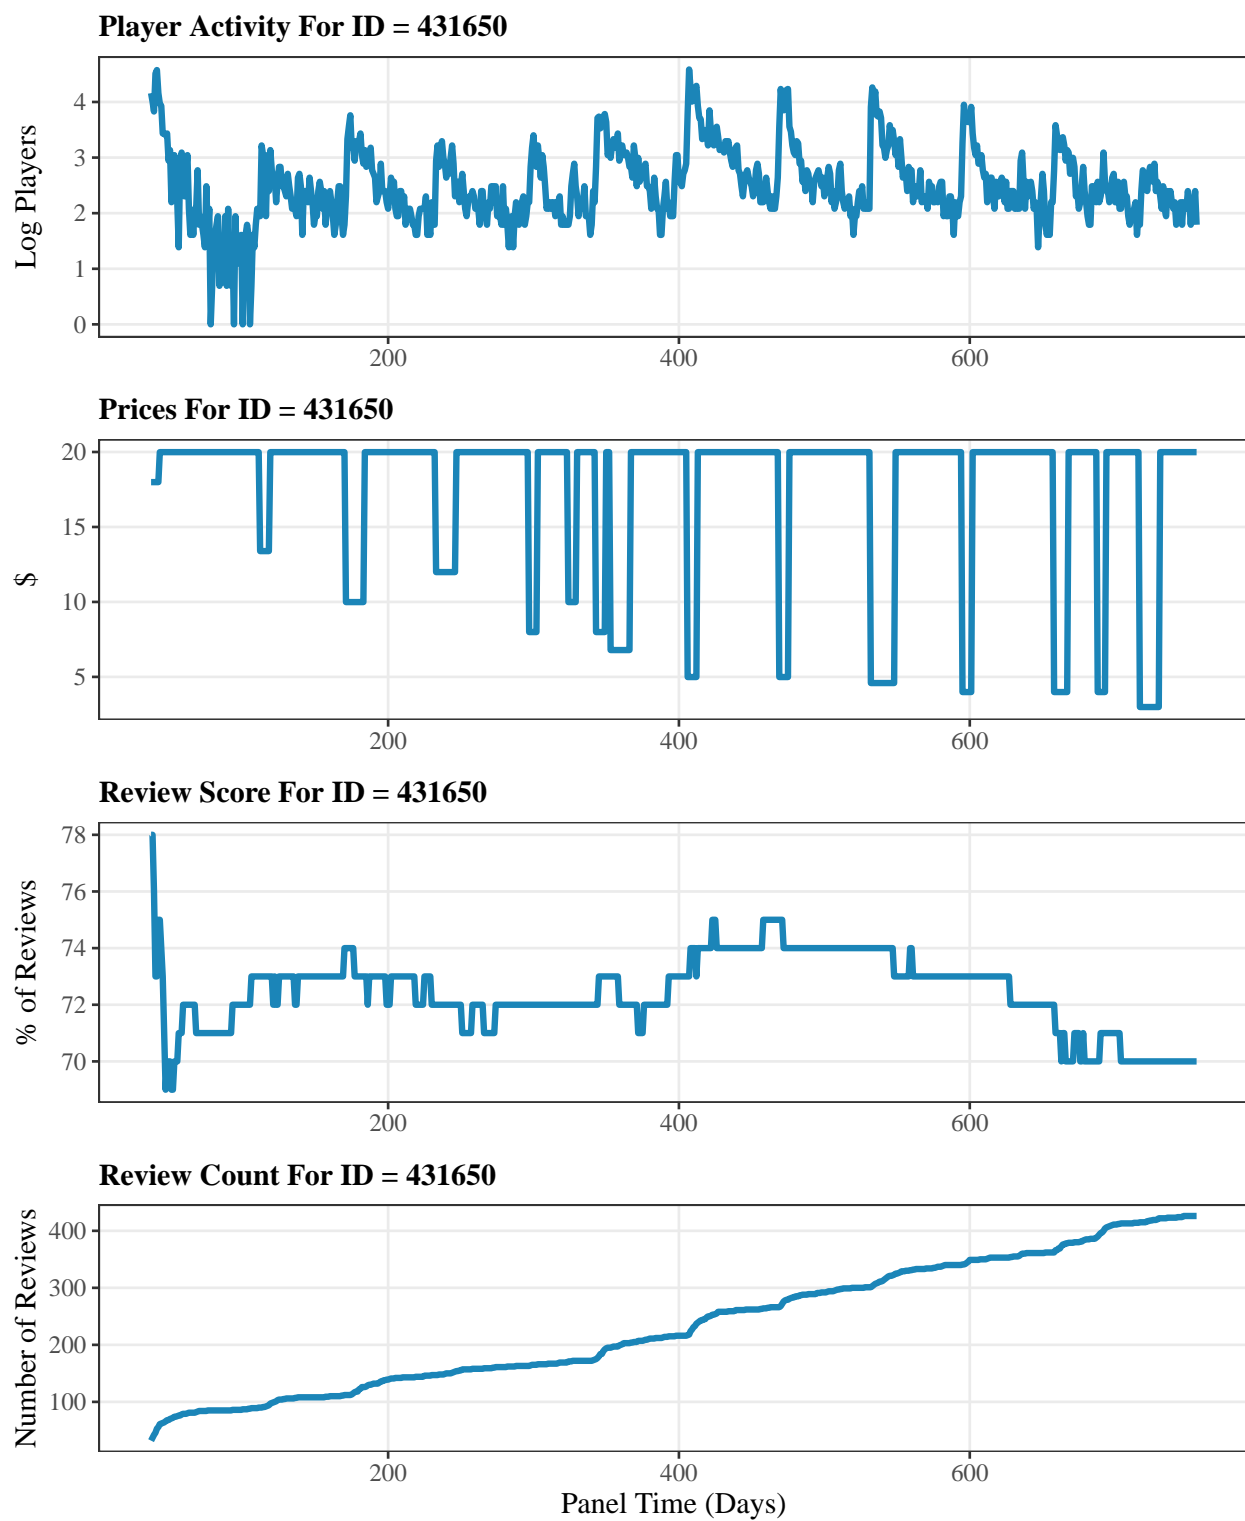 Player Activity For ID = 431650
Log Players
4
3
2
1
0
200 400 600
Prices For ID = 431650
$
20
15
10
5
200 400 600
Review Score For ID = 431650
% of Reviews
78
76
74
72
70
200 400 600
Review Count For ID = 431650
Number of Reviews
400
300
200
100
200 400 600
Panel Time (Days)